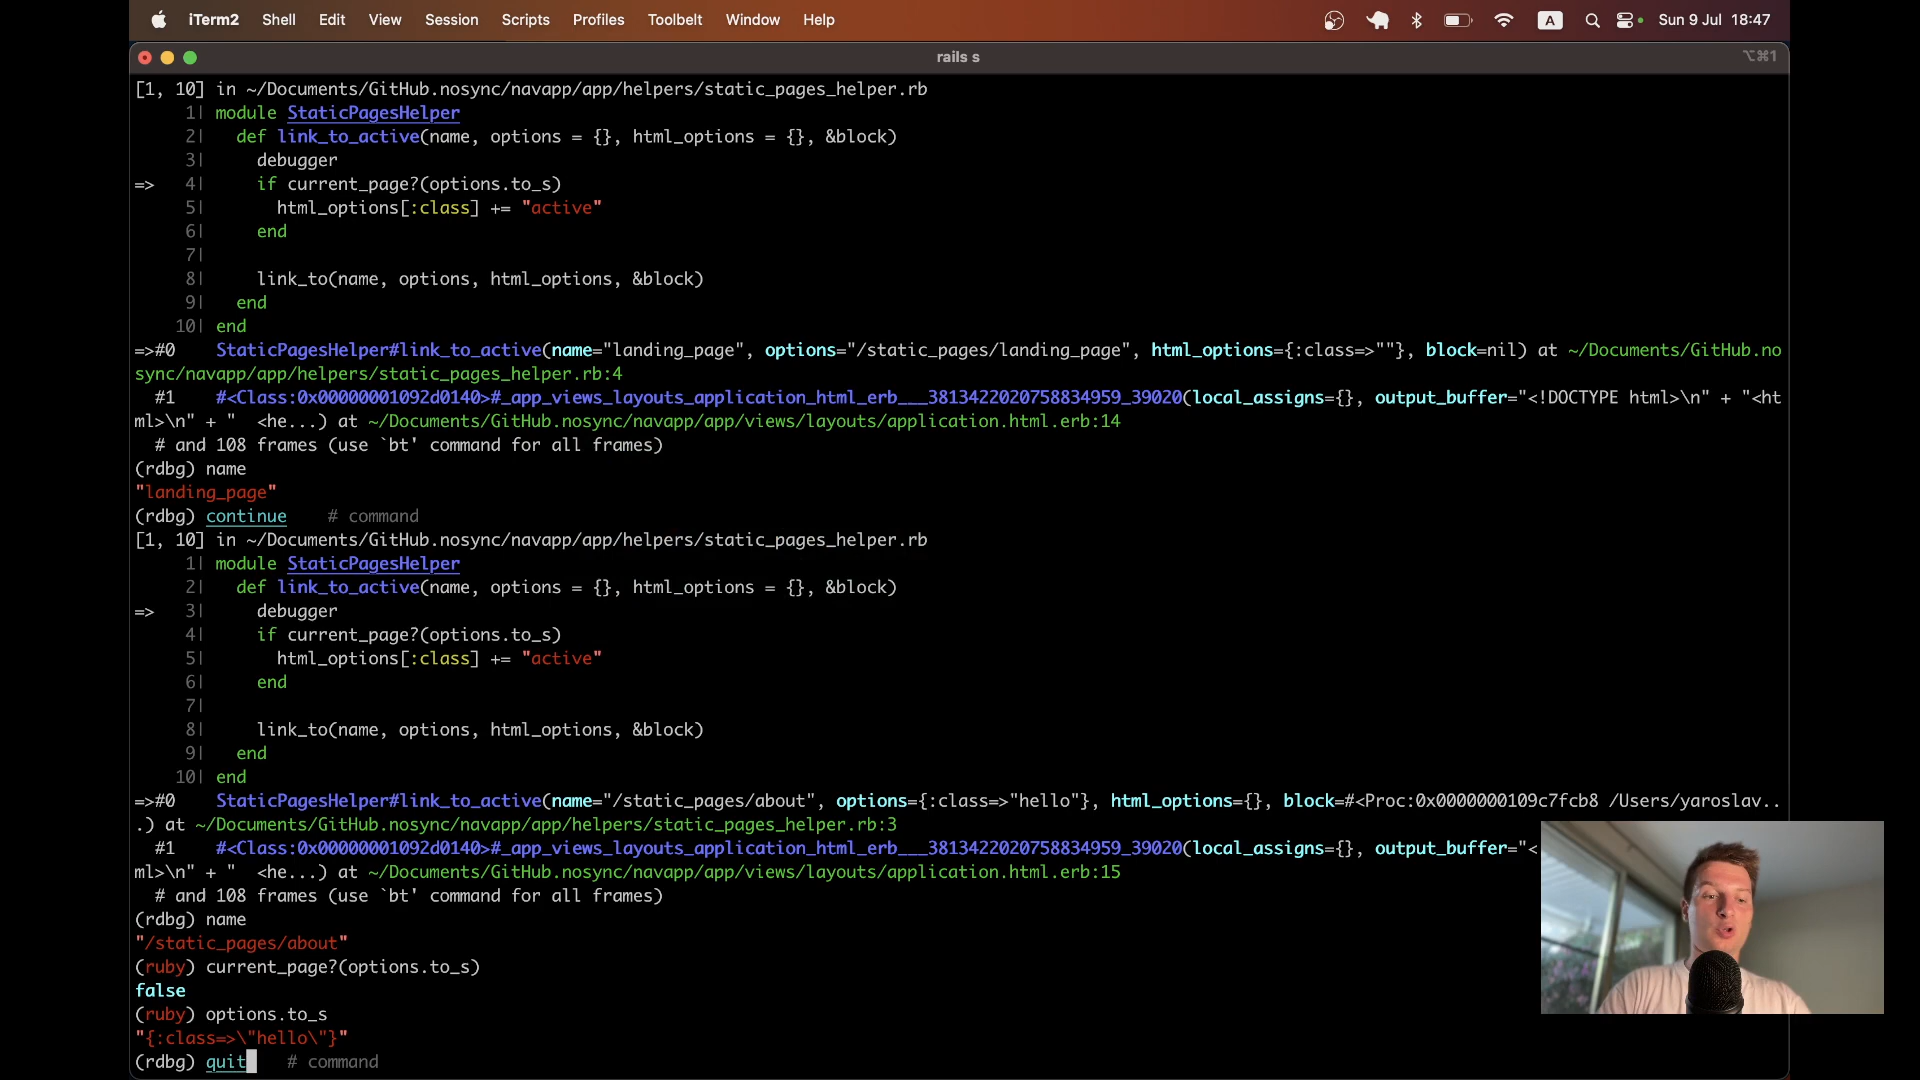 iTerm2 Shell Edit View Session Scripts Profiles Toolbelt Window Help A Sun 9 Jul 18:47
rails s ⌥⌘1
[1, 10] in ~/Documents/GitHub.nosync/navapp/app/helpers/static_pages_helper.rb
1| module StaticPagesHelper
2| def link_to_active(name, options = {}, html_options = {}, &block)
3| debugger
=> 4| if current_page?(options.to_s)
5| html_options[:class] += "active"
6| end
7|
8| link_to(name, options, html_options, &block)
9| end
10| end
=>#0 StaticPagesHelper#link_to_active(name="landing_page", options="/static_pages/landing_page", html_options={:class=>""}, block=nil) at ~/Documents/GitHub.no
sync/navapp/app/helpers/static_pages_helper.rb:4
#1 #<Class:0x00000001092d0140>#_app_views_layouts_application_html_erb___3813422020758834959_39020(local_assigns={}, output_buffer="<!DOCTYPE html>\n" + "<ht
ml>\n" + " <he...) at ~/Documents/GitHub.nosync/navapp/app/views/layouts/application.html.erb:14
# and 108 frames (use `bt' command for all frames)
(rdbg) name
"landing_page"
(rdbg) continue # command
[1, 10] in ~/Documents/GitHub.nosync/navapp/app/helpers/static_pages_helper.rb
1| module StaticPagesHelper
2| def link_to_active(name, options = {}, html_options = {}, &block)
=> 3| debugger
4| if current_page?(options.to_s)
5| html_options[:class] += "active"
6| end
7|
8| link_to(name, options, html_options, &block)
9| end
10| end
=>#0 StaticPagesHelper#link_to_active(name="/static_pages/about", options={:class=>"hello"}, html_options={}, block=#<Proc:0x0000000109c7fcb8 /Users/yaroslav..
.) at ~/Documents/GitHub.nosync/navapp/app/helpers/static_pages_helper.rb:3
#1 #<Class:0x00000001092d0140>#_app_views_layouts_application_html_erb___3813422020758834959_39020(local_assigns={}, output_buffer="<
ml>\n" + " <he...) at ~/Documents/GitHub.nosync/navapp/app/views/layouts/application.html.erb:15
# and 108 frames (use `bt' command for all frames)
(rdbg) name
"/static_pages/about"
(ruby) current_page?(options.to_s)
false
(ruby) options.to_s
"{:class=>\"hello\"}"
(rdbg) quit # command